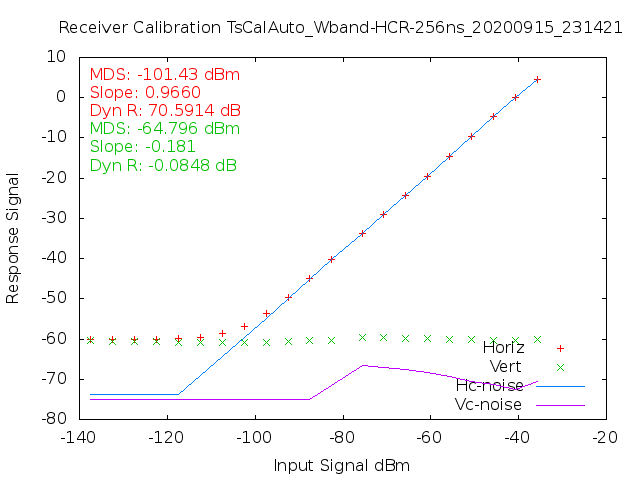 Receiver Calibration TsCalAuto_Wband-HCR-256ns_20200915_231421
10
0
-10
-20
-30
-40
-50
-60
-70
-80
Response Signal
MDS: -101.43 dBm
Slope: 0.9660
Dyn R: 70.5914 dB
MDS: -64.796 dBm
Slope: -0.181
Dyn R: -0.0848 dB
Horiz
Vert
Hc-noise
Vc-noise
-140 -120 -100 -80 -60 -40 -20
Input Signal dBm